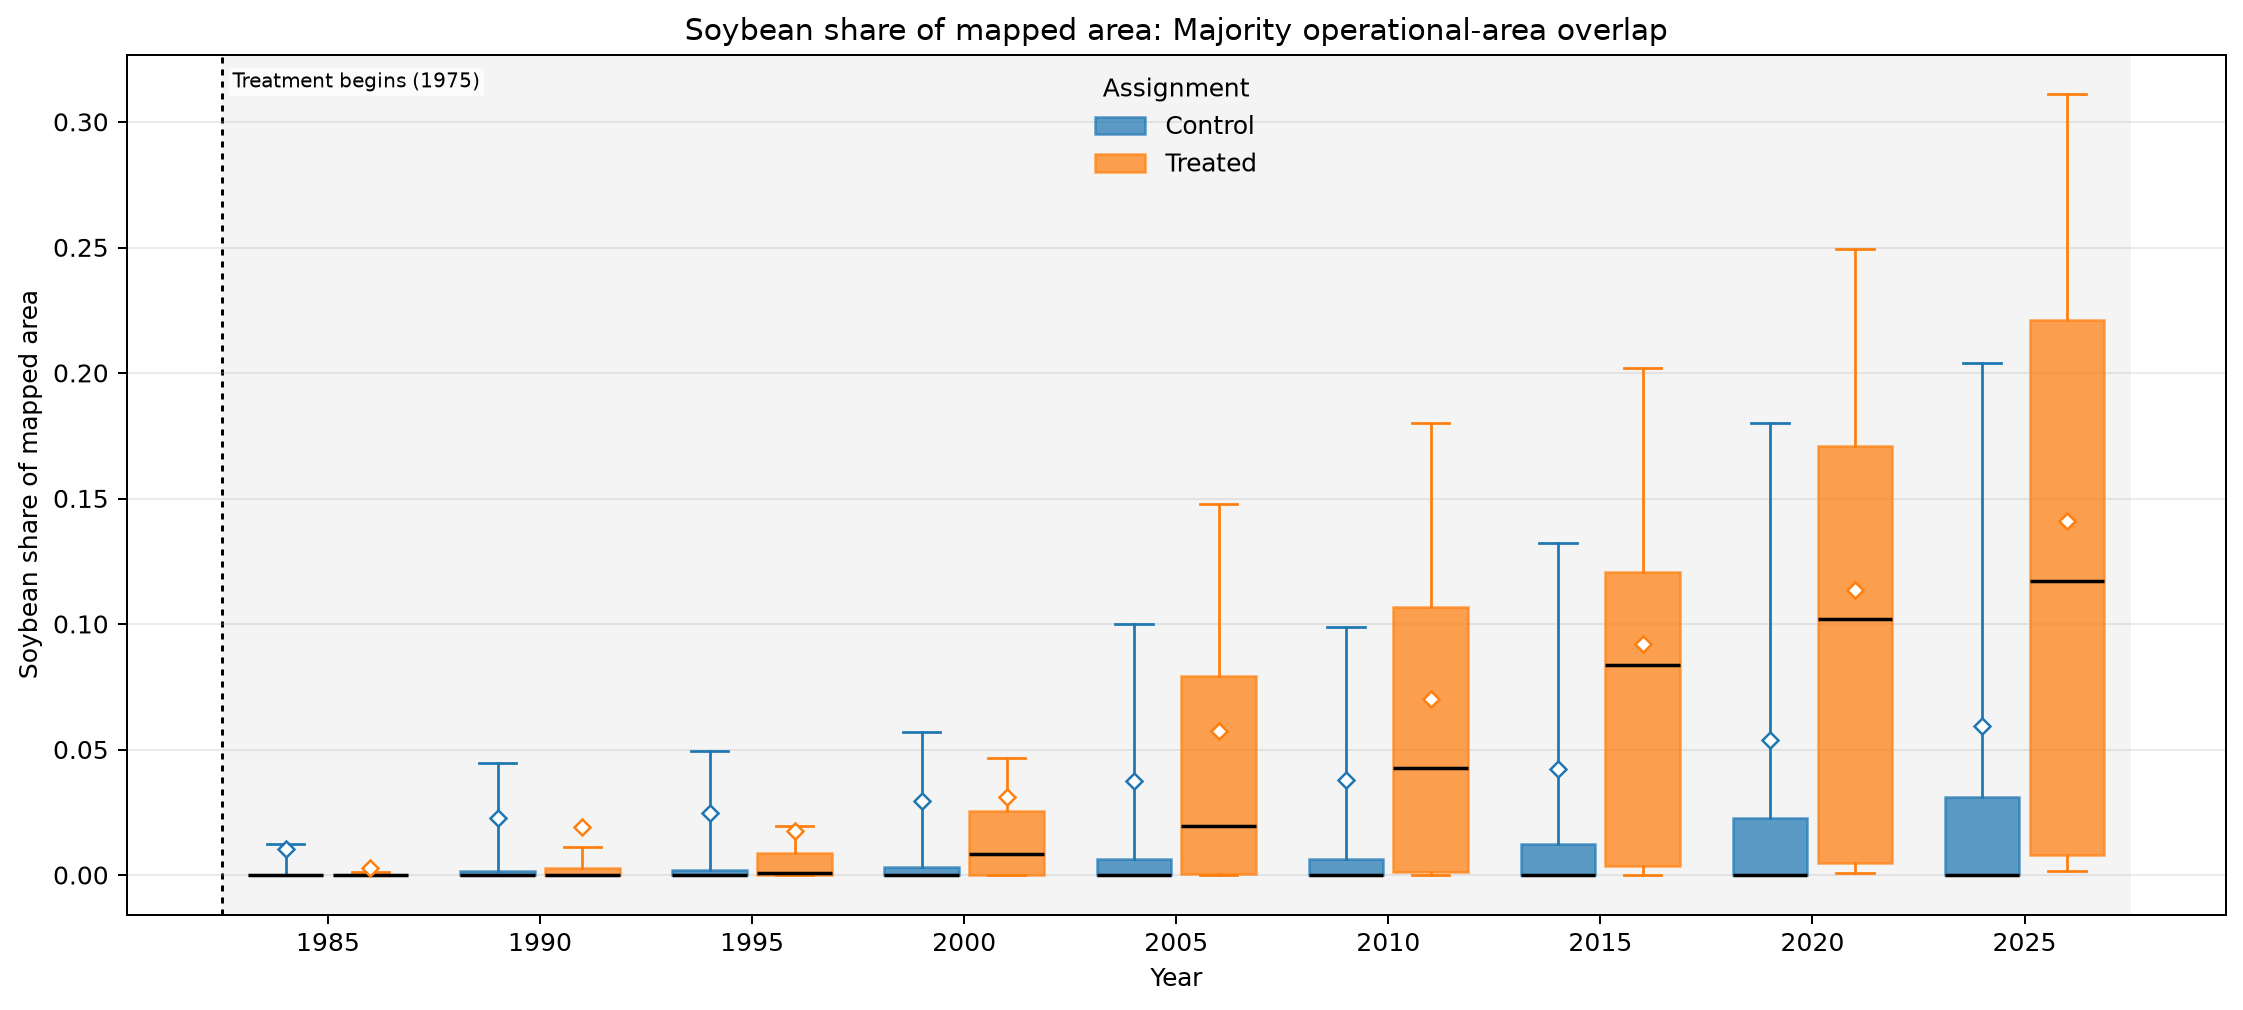 Soybean share of mapped area: Majority operational-area overlap
Treatment begins (1975)
Assignment
Control
Treated
Soybean share of mapped area
0.30
0.25
0.20
0.15
0.10
0.05
0.00
1985 1990 1995 2000 2005 2010 2015 2020 2025
Year